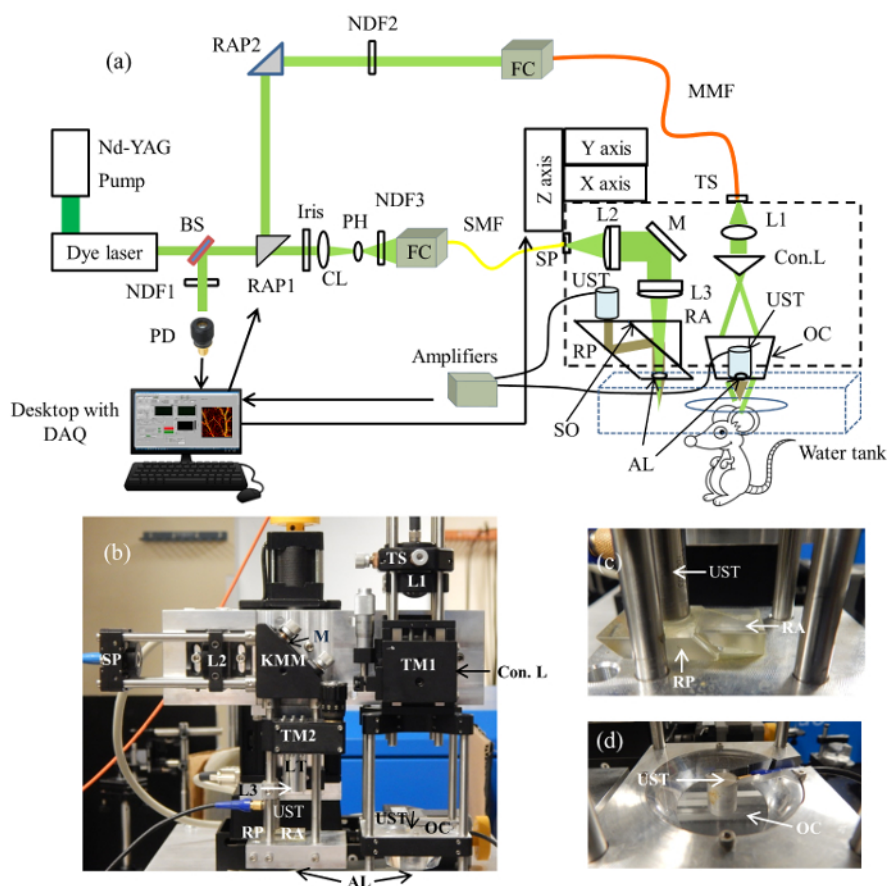 (a)
RAP2
NDF2
FC
MMF
Nd-YAG
Pump
Z axis
Y axis
X axis
TS
BS
Iris
PH
NDF3
SMF
L2
M
L1
Dye laser
FC
SP
Con.L
NDF1
RAP1
CL
UST
L3
UST
RA
OC
PD
RP
Amplifiers
Desktop with
DAQ
SO
AL
Water tank
(b)
TS
L1
M
SP
L2
KMM
TM1
Con. L
TM2
LT
L3
UST
UST
OC
RP
RA
AL
(c)
UST
RA
RP
(d)
UST
OC